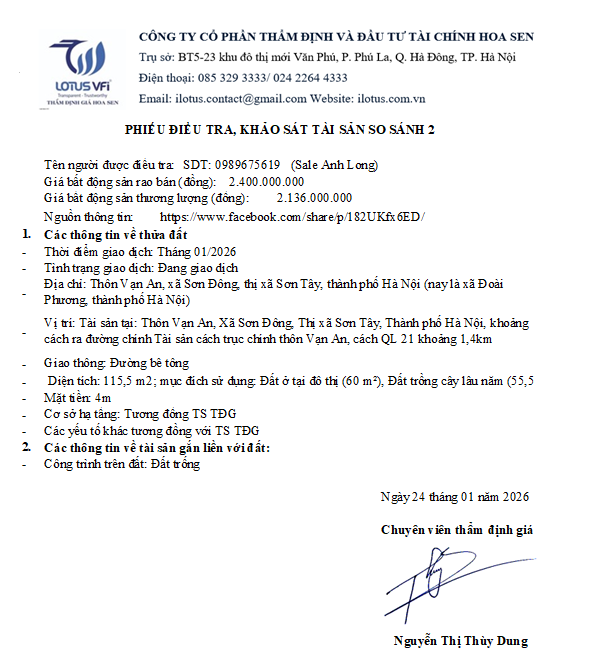 CÔNG TY CỔ PHẦN THẨM ĐỊNH VÀ ĐẦU TƯ TÀI CHÍNH HOA SEN
Trụ sở: BT5-23 khu đô thị mới Văn Phú, P. Phú La, Q. Hà Đông, TP. Hà Nội
Điện thoại: 085 329 3333/ 024 2264 4333
Email: ilotus.contact@gmail.com Website: ilotus.com.vn
LOTUS VFi
Transparent - Trustworthy
THẨM ĐỊNH GIÁ HOA SEN
PHIẾU ĐIỀU TRA, KHẢO SÁT TÀI SẢN SO SÁNH 2
Tên người được điều tra: SDT: 0989675619 (Sale Anh Long)
Giá bất động sản rao bán (đồng): 2.400.000.000
Giá bất động sản thương lượng (đồng): 2.136.000.000
Nguồn thông tin: https://www.facebook.com/share/p/182UKfx6ED/
1. Các thông tin về thửa đất
- Thời điểm giao dịch: Tháng 01/2026
- Tình trạng giao dịch: Đang giao dịch
- Địa chỉ: Thôn Vạn An, xã Sơn Đông, thị xã Sơn Tây, thành phố Hà Nội (nay là xã Đoài
Phương, thành phố Hà Nội)
- Vị trí: Tài sản tại: Thôn Vạn An, Xã Sơn Đông, Thị xã Sơn Tây, Thành phố Hà Nội, khoảng
cách ra đường chính Tài sản cách trục chính thôn Vạn An, cách QL 21 khoảng 1,4km
- Giao thông: Đường bê tông
- Diện tích: 115,5 m2; mục đích sử dụng: Đất ở tại đô thị (60 m²), Đất trồng cây lâu năm (55,5
- Mặt tiền: 4m
- Cơ sở hạ tầng: Tương đồng TS TĐG
- Các yếu tố khác tương đồng với TS TĐG
2. Các thông tin về tài sản gắn liền với đất:
- Công trình trên đất: Đất trống
Ngày 24 tháng 01 năm 2026
Chuyên viên thẩm định giá
Nguyễn Thị Thùy Dung